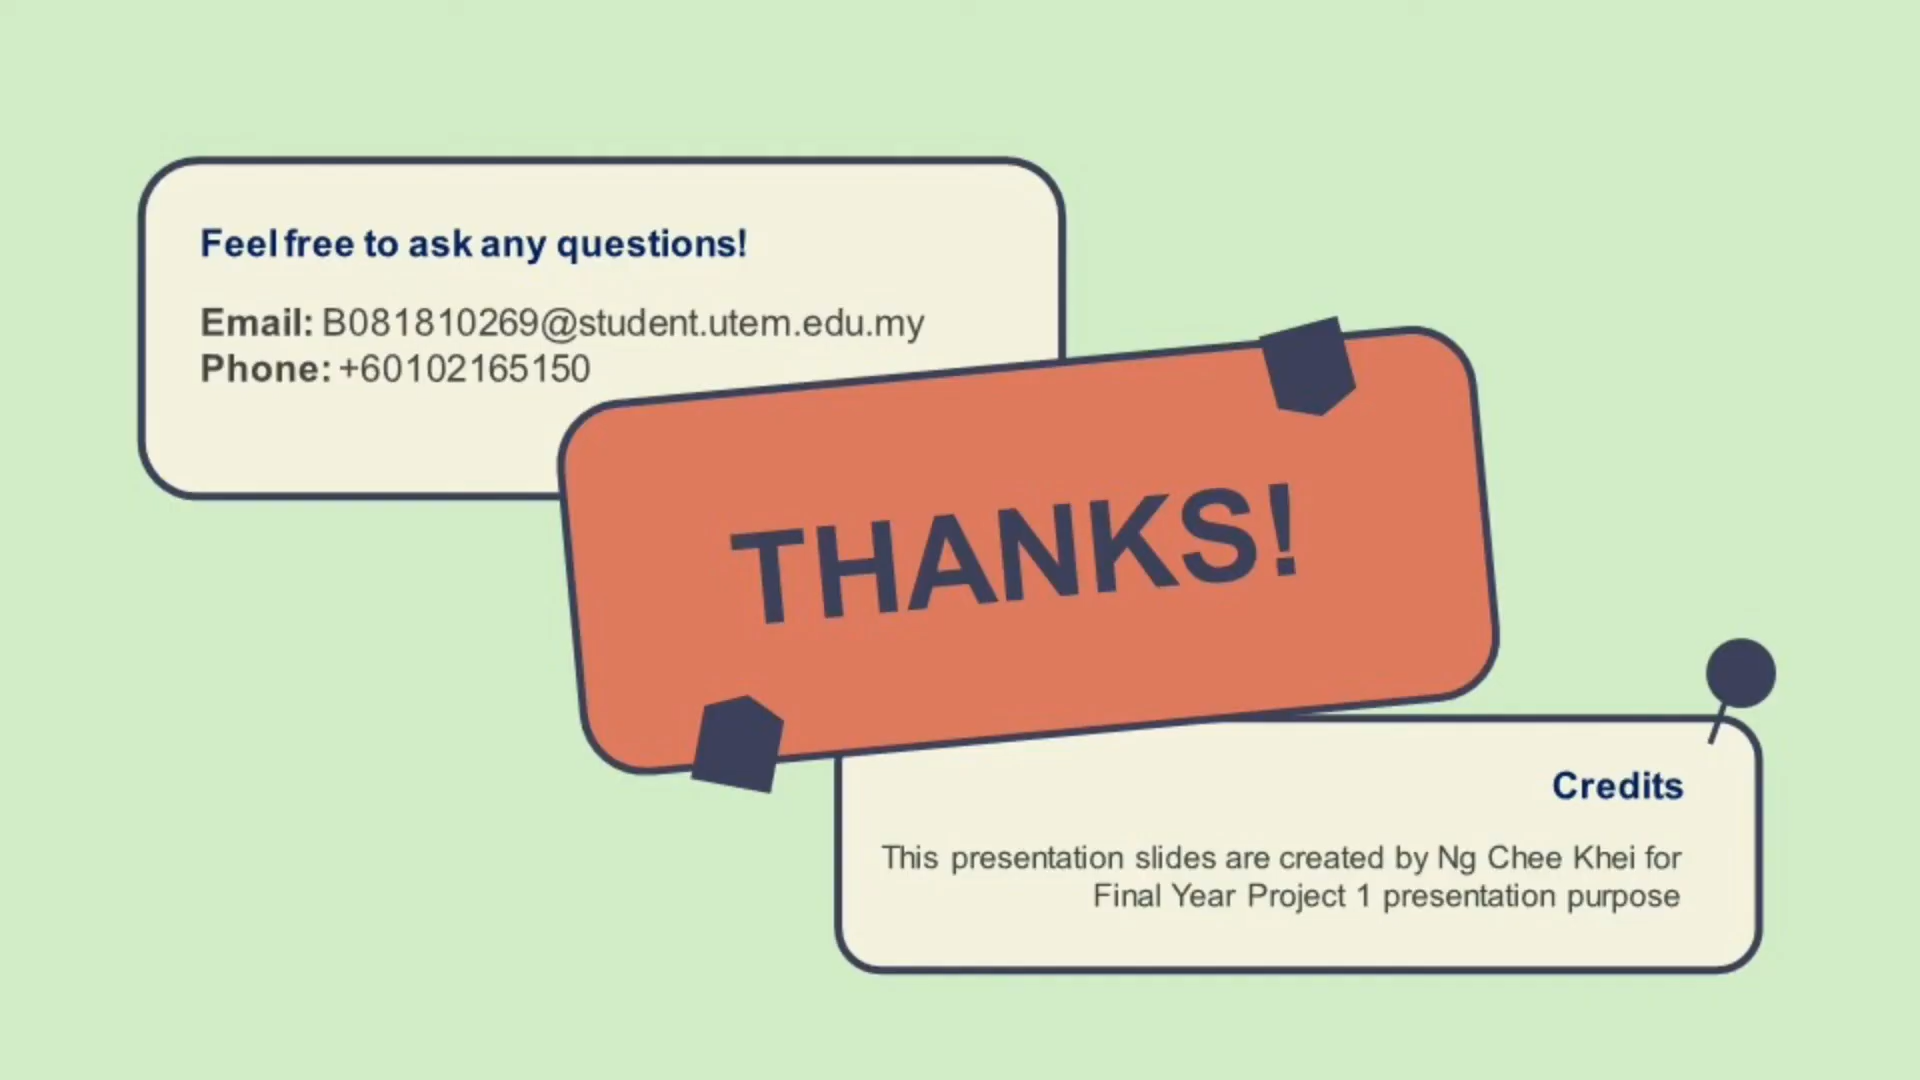 Feel free to ask any questions!
Email: B081810269@student.utem.edu.my
Phone: +60102165150
THANKS!
Credits
This presentation slides are created by Ng Chee Khei for
Final Year Project 1 presentation purpose